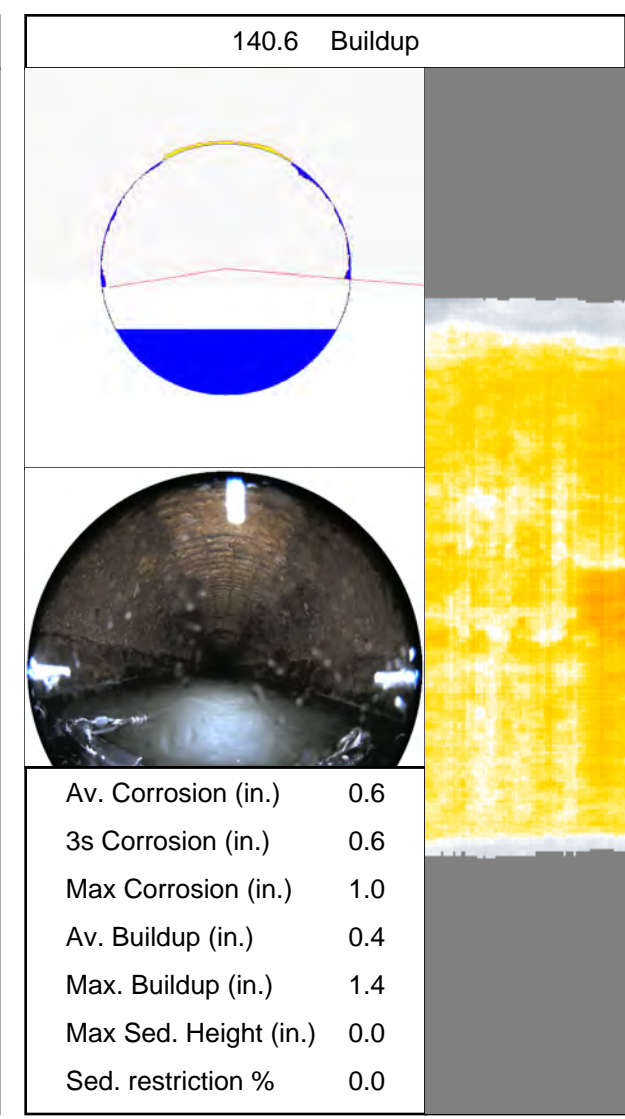 140.6 Buildup
Av. Corrosion (in.) 0.6
3s Corrosion (in.) 0.6
Max Corrosion (in.) 1.0
Av. Buildup (in.) 0.4
Max. Buildup (in.) 1.4
Max Sed. Height (in.) 0.0
Sed. restriction % 0.0